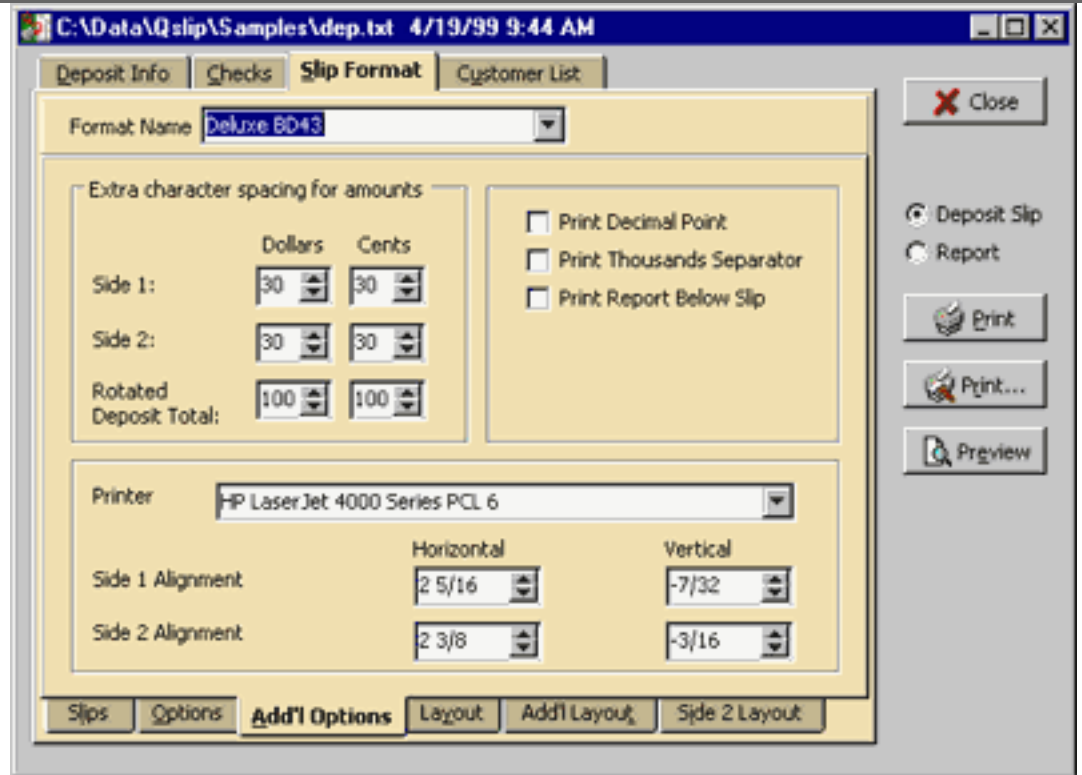 C:\Data\Qslip\Samples\dep.txt 4/19/99 9:44 AM
Deposit Info Checks Slip Format Customer List
Close
Format Name Deluxe BD43
Extra character spacing for amounts
Dollars Cents
Side 1: 30 30
Side 2: 30 30
Rotated
Deposit Total: 100 100
Print Decimal Point
Print Thousands Separator
Print Report Below Slip
Deposit Slip
Report
Print
Print...
Preview
Printer HP LaserJet 4000 Series PCL 6
Horizontal Vertical
Side 1 Alignment 2 5/16 -7/32
Side 2 Alignment 2 3/8 -3/16
Slips Options Add'l Options Layout Add'l Layout Side 2 Layout